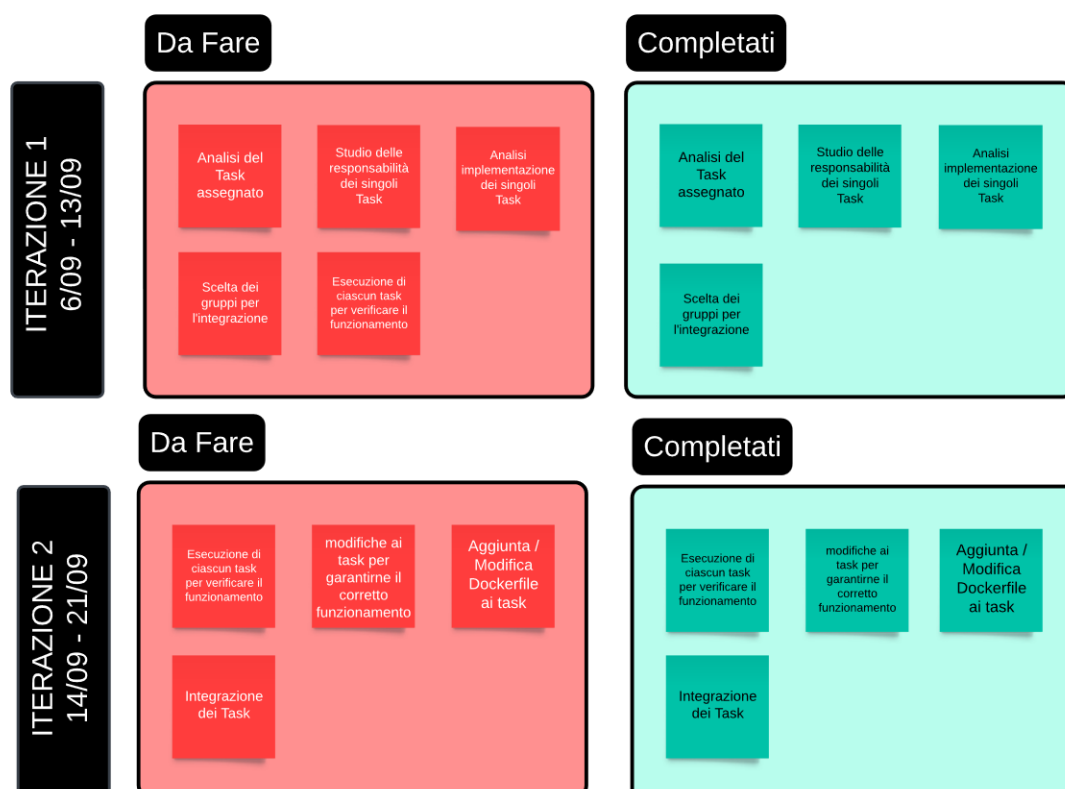 Da Fare
Completati
ITERAZIONE 1
6/09 - 13/09
Analisi del
Task
assegnato
Studio delle
responsabilità
dei singoli
Task
Analisi
implementazione
dei singoli
Task
Scelta dei
gruppi per
l'integrazione
Esecuzione di
ciascun task
per verificare il
funzionamento
Analisi del
Task
assegnato
Studio delle
responsabilità
dei singoli
Task
Analisi
implementazione
dei singoli
Task
Scelta dei
gruppi per
l'integrazione
Da Fare
Completati
ITERAZIONE 2
14/09 - 21/09
Esecuzione di
ciascun task
per verificare il
funzionamento
modifiche ai
task per
garantirne il
corretto
funzionamento
Aggiunta /
Modifica
Dockerfile
ai task
Integrazione
dei Task
Esecuzione di
ciascun task
per verificare il
funzionamento
modifiche ai
task per
garantirne il
corretto
funzionamento
Aggiunta /
Modifica
Dockerfile
ai task
Integrazione
dei Task